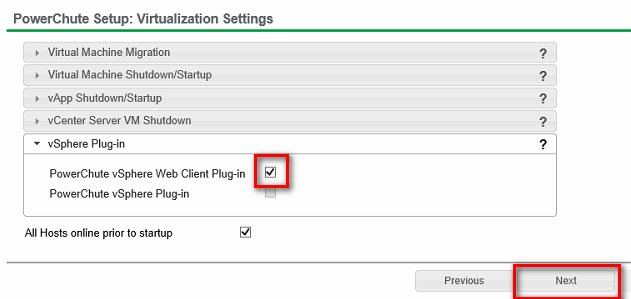 PowerChute Setup: Virtualization Settings
Virtual Machine Migration ?
Virtual Machine Shutdown/Startup ?
vApp Shutdown/Startup ?
vCenter Server VM Shutdown ?
vSphere Plug-in ?
PowerChute vSphere Web Client Plug-in
PowerChute vSphere Plug-in
All Hosts online prior to startup
Previous Next